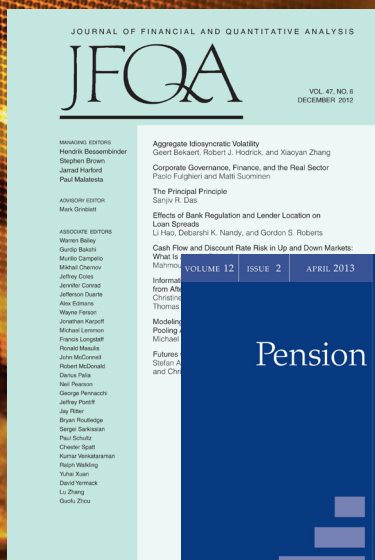 JOURNAL OF FINANCIAL AND QUANTITATIVE ANALYSIS
JFQA
VOL. 47, NO. 6
DECEMBER 2012
MANAGING EDITORS
Hendrik Bessembinder
Stephen Brown
Jarrad Harford
Paul Malatesta
ADVISORY EDITOR
Mark Grinblatt
ASSOCIATE EDITORS
Warren Bailey
Gurdip Bakshi
Murillo Campello
Mikhail Chernov
Jeffrey Coles
Jennifer Conrad
Jefferson Duarte
Alex Edmans
Wayne Ferson
Jonathan Karpoff
Michael Lemmon
Francis Longstaff
Ronald Masulis
John McConnell
Robert McDonald
Darius Palia
Neil Pearson
George Pennacchi
Jeffrey Pontiff
Jay Ritter
Bryan Routledge
Sergei Sarkissian
Paul Schultz
Chester Spatt
Kumar Venkataraman
Ralph Walkling
Yuhai Xuan
David Yermack
Lu Zhang
Guofu Zhou
Aggregate Idiosyncratic Volatility
Geert Bekaert, Robert J. Hodrick, and Xiaoyan Zhang
Corporate Governance, Finance, and the Real Sector
Paolo Fulghieri and Matti Suominen
The Principal Principle
Sanjiv R. Das
Effects of Bank Regulation and Lender Location on
Loan Spreads
Li Hao, Debarshi K. Nandy, and Gordon S. Roberts
Cash Flow and Discount Rate Risk in Up and Down Markets:
What Is
Mahmou
Informat
from Afte
Christine
Thomas
Modeling
Pooling
Michael
Futures
Stefan A
and Chri
VOLUME 12
ISSUE 2
APRIL 2013
Pension